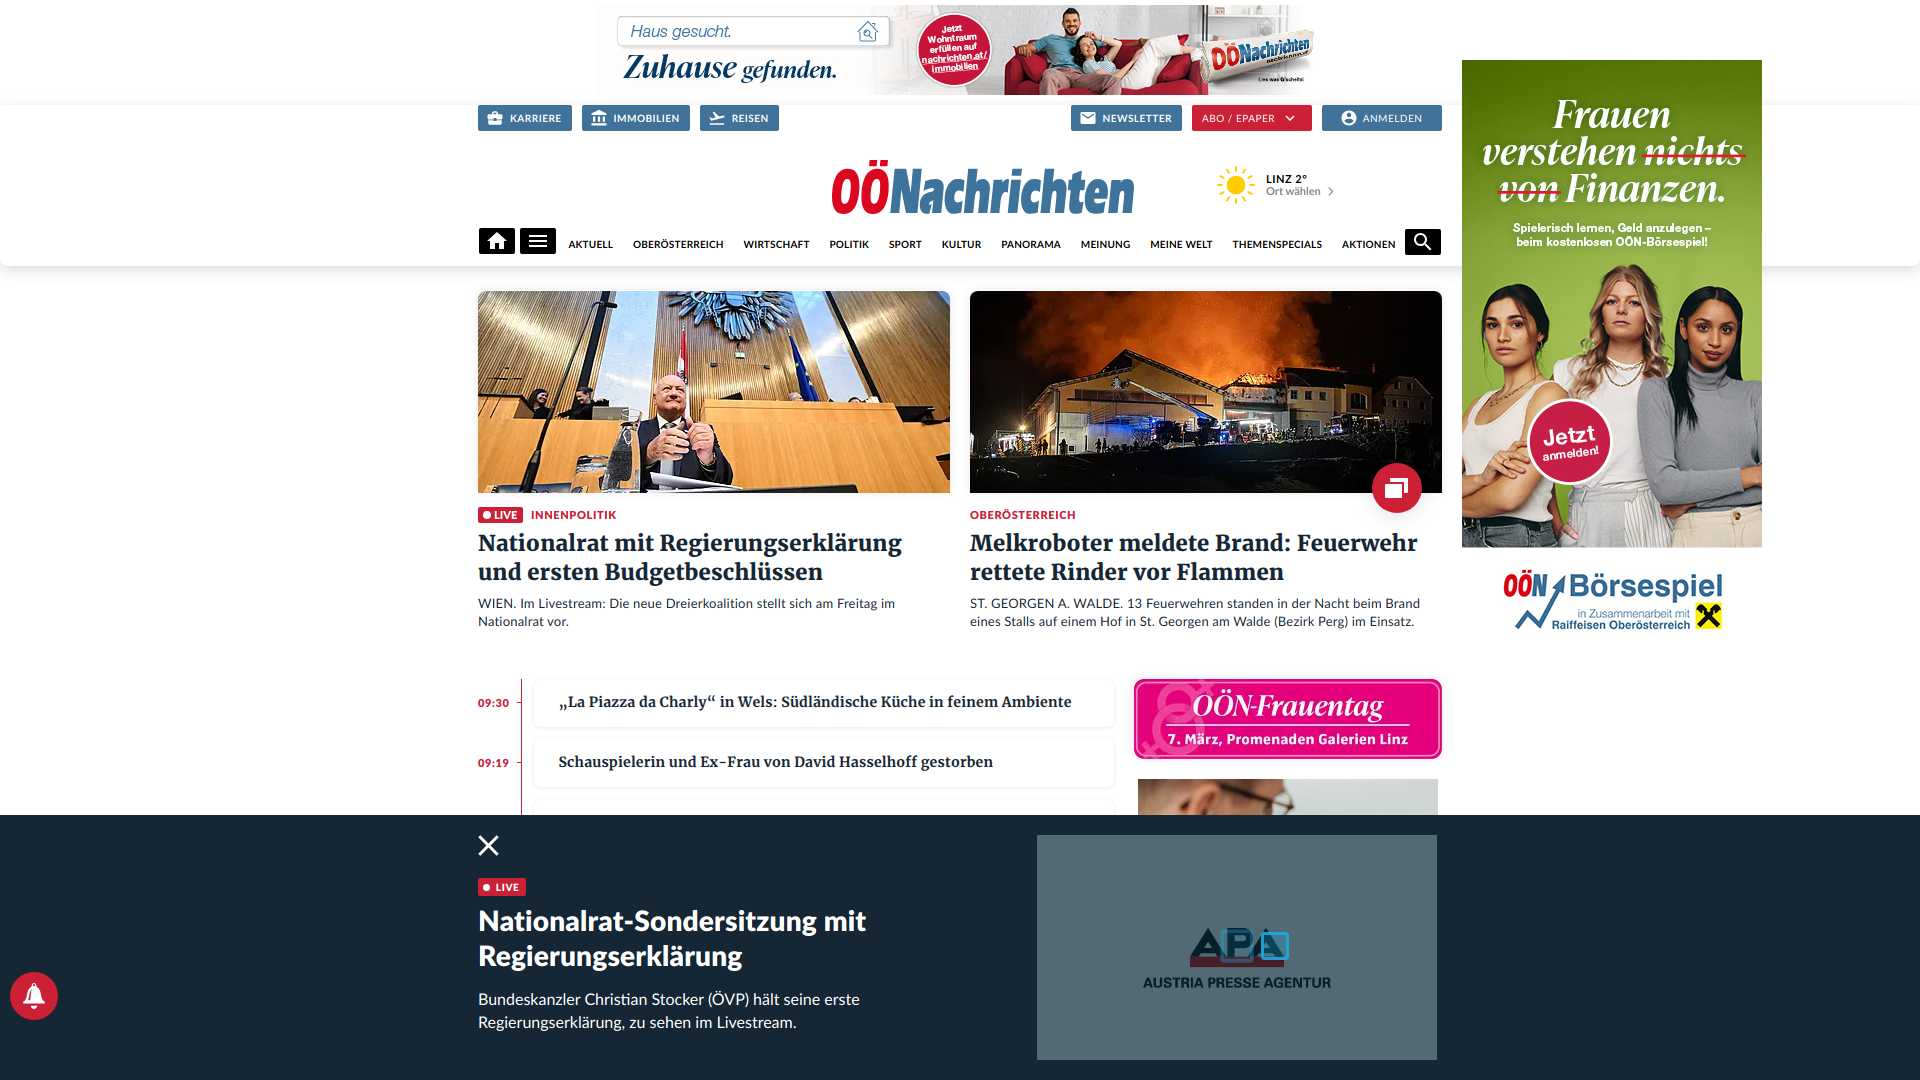 Haus gesucht.
Zuhause gefunden.
Jetzt
Wohntraum
erfüllen auf
nachrichten.at/
immobilien
OÖNachrichten
Lies was G'scheits!
KARRIERE
IMMOBILIEN
REISEN
NEWSLETTER
ABO / EPAPER
ANMELDEN
OÖNachrichten
LINZ 2°
Ort wählen
AKTUELL
OBERÖSTERREICH
WIRTSCHAFT
POLITIK
SPORT
KULTUR
PANORAMA
MEINUNG
MEINE WELT
THEMENSPECIALS
AKTIONEN
Frauen
verstehen nichts
von Finanzen.
Spielerisch lernen, Geld anzulegen –
beim kostenlosen OÖN-Börsespiel!
Jetzt
anmelden!
OÖN Börsespiel
in Zusammenarbeit mit
Raiffeisen Oberösterreich
LIVE INNENPOLITIK
Nationalrat mit Regierungserklärung
und ersten Budgetbeschlüssen
WIEN. Im Livestream: Die neue Dreierkoalition stellt sich am Freitag im
Nationalrat vor.
OBERÖSTERREICH
Melkroboter meldete Brand: Feuerwehr
rettete Rinder vor Flammen
ST. GEORGEN A. WALDE. 13 Feuerwehren standen in der Nacht beim Brand
eines Stalls auf einem Hof in St. Georgen am Walde (Bezirk Perg) im Einsatz.
09:30 „La Piazza da Charly“ in Wels: Südländische Küche in feinem Ambiente
09:19 Schauspielerin und Ex-Frau von David Hasselhoff gestorben
OÖN-Frauentag
7. März, Promenaden Galerien Linz
LIVE
Nationalrat-Sondersitzung mit
Regierungserklärung
Bundeskanzler Christian Stocker (ÖVP) hält seine erste
Regierungserklärung, zu sehen im Livestream.
APA
AUSTRIA PRESSE AGENTUR